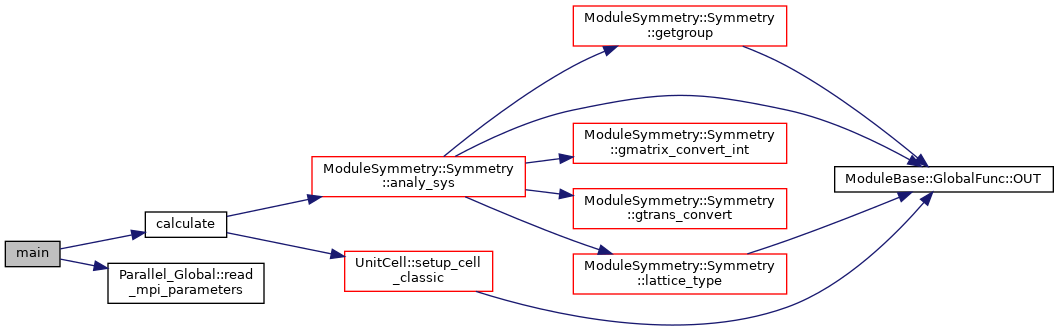 main
calculate
Parallel_Global::read
_mpi_parameters
ModuleSymmetry::Symmetry
::analy_sys
UnitCell::setup_cell
_classic
ModuleSymmetry::Symmetry
::getgroup
ModuleSymmetry::Symmetry
::gmatrix_convert_int
ModuleSymmetry::Symmetry
::gtrans_convert
ModuleSymmetry::Symmetry
::lattice_type
ModuleBase::GlobalFunc::OUT